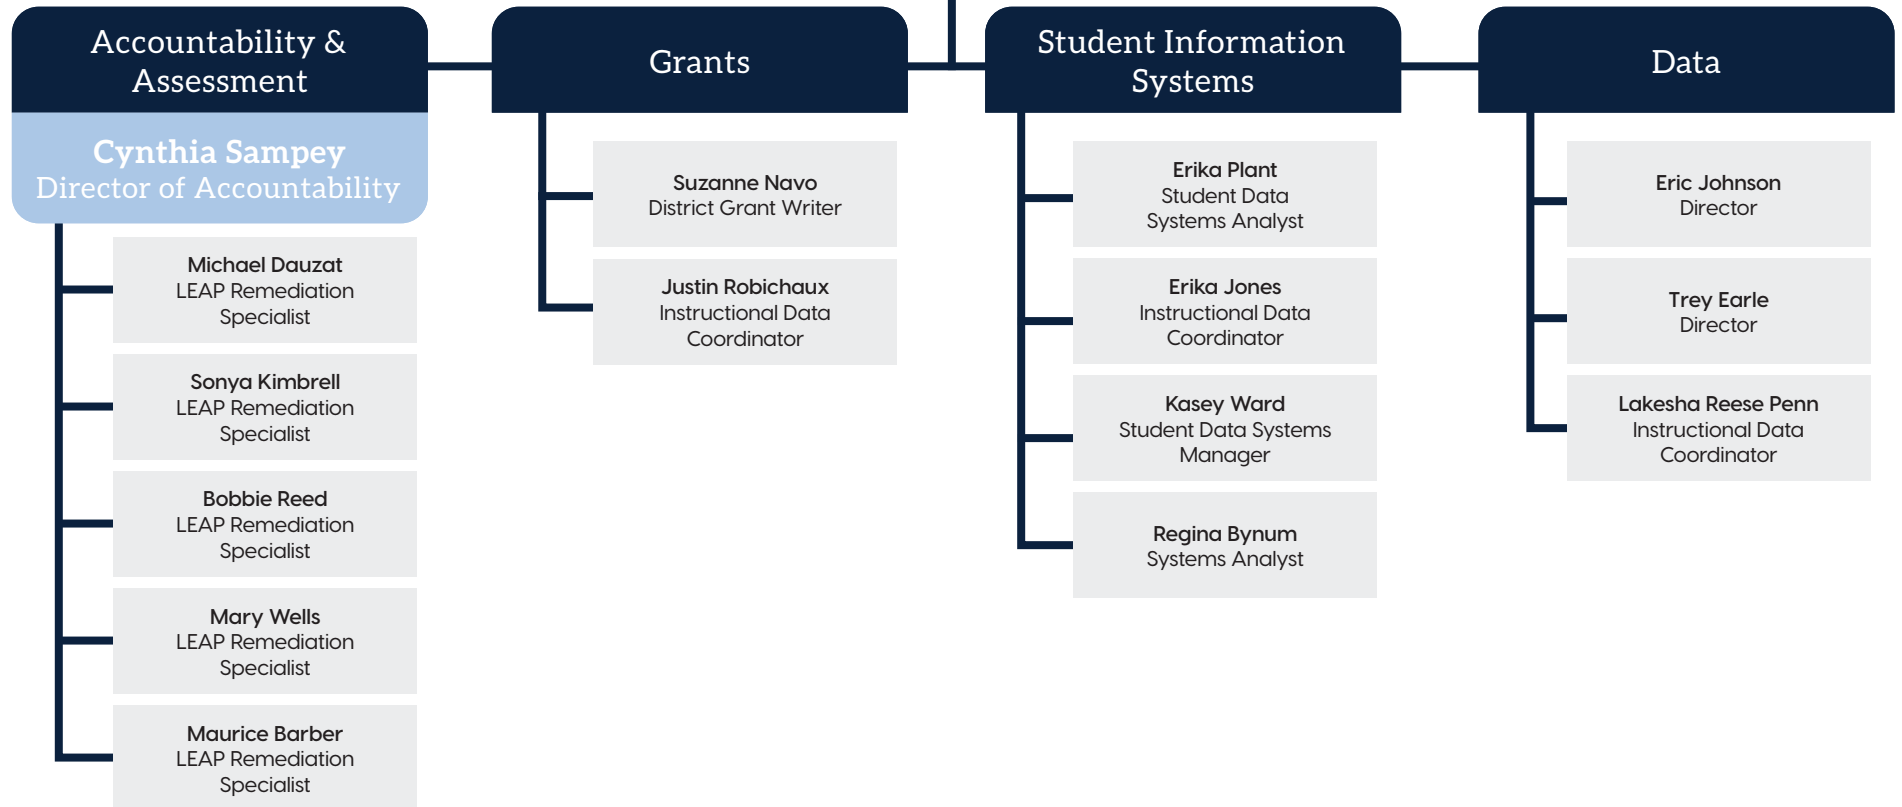 Accountability &
Assessment
Cynthia Sampey
Director of Accountability
Michael Dauzat
LEAP Remediation
Specialist
Sonya Kimbrell
LEAP Remediation
Specialist
Bobbie Reed
LEAP Remediation
Specialist
Mary Wells
LEAP Remediation
Specialist
Maurice Barber
LEAP Remediation
Specialist
Grants
Suzanne Navo
District Grant Writer
Justin Robichaux
Instructional Data
Coordinator
Student Information
Systems
Erika Plant
Student Data
Systems Analyst
Erika Jones
Instructional Data
Coordinator
Kasey Ward
Student Data Systems
Manager
Regina Bynum
Systems Analyst
Data
Eric Johnson
Director
Trey Earle
Director
Lakesha Reese Penn
Instructional Data
Coordinator